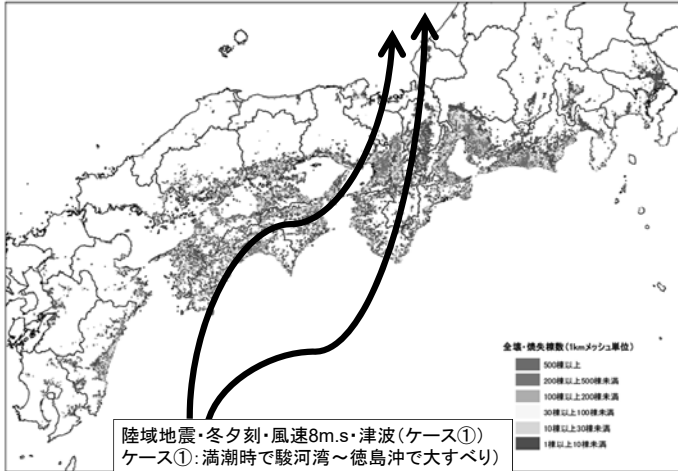 全壊・焼失棟数(1kmメッシュ単位)
500棟以上
200棟以上500棟未満
100棟以上200棟未満
30棟以上100棟未満
10棟以上30棟未満
1棟以上10棟未満
陸域地震・冬夕刻・風速8m.s・津波(ケース①)
ケース①:満潮時で駿河湾～徳島沖で大すべり)